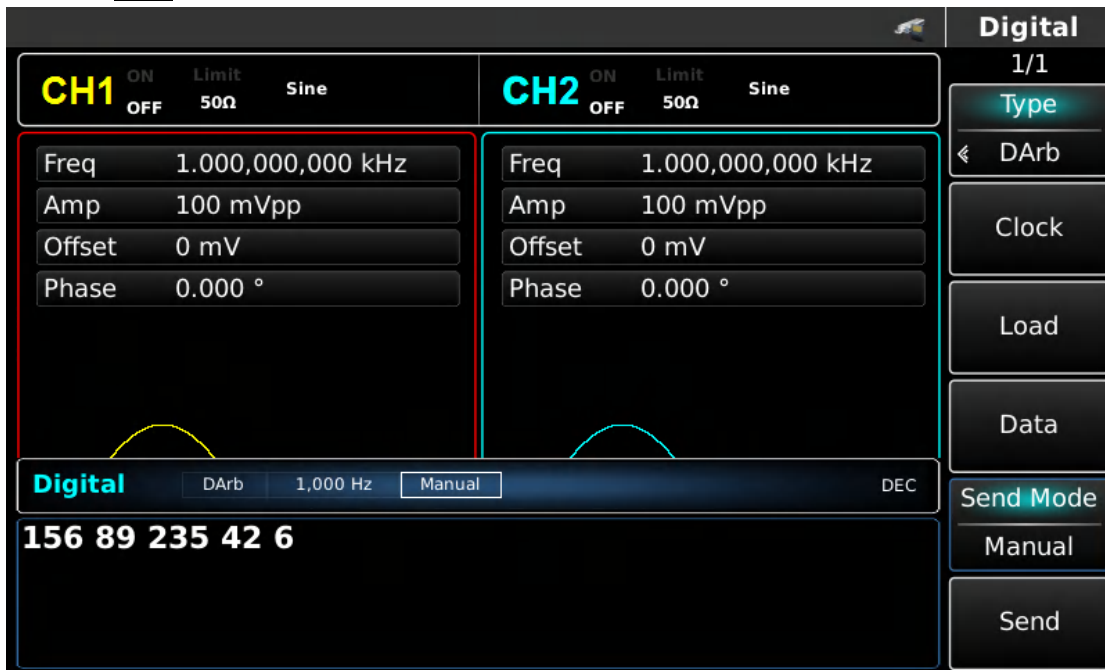 Digital
1/1
CH1 ON OFF Limit 50Ω Sine
CH2 ON OFF Limit 50Ω Sine
Type
DArb
Freq 1.000,000,000 kHz
Amp 100 mVpp
Offset 0 mV
Phase 0.000 °
Freq 1.000,000,000 kHz
Amp 100 mVpp
Offset 0 mV
Phase 0.000 °
Clock
Load
Data
Digital DArb 1,000 Hz Manual DEC
156 89 235 42 6
Send Mode
Manual
Send